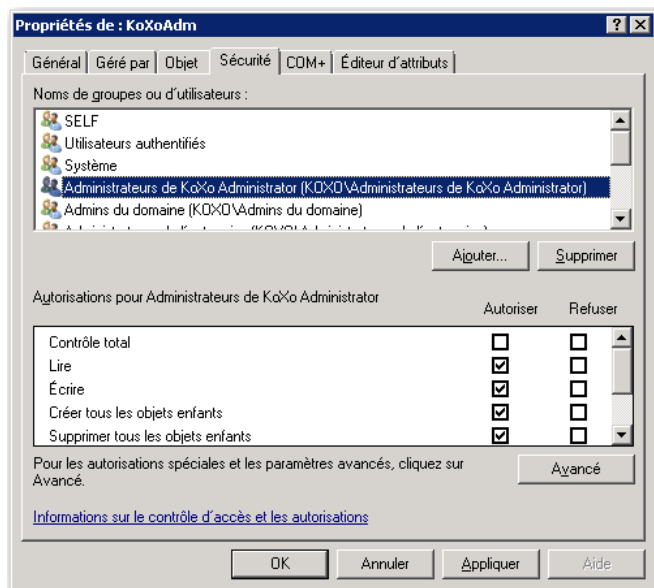 Propriétés de : KoXoAdm
Général Géré par Objet Sécurité COM+ Éditeur d'attributs
Noms de groupes ou d'utilisateurs :
SELF
Utilisateurs authentifiés
Système
Administrateurs de KoXo Administrator (KOXO\Administrateurs de KoXo Administrator)
Admins du domaine (KOXO\Admins du domaine)
Ajouter... Supprimer
Autorisations pour Administrateurs de KoXo Administrator
Autoriser Refuser
Contrôle total
Lire
Écrire
Créer tous les objets enfants
Supprimer tous les objets enfants
Pour les autorisations spéciales et les paramètres avancés, cliquez sur
Avancé.
Avancé
Informations sur le contrôle d'accès et les autorisations
OK Annuler Appliquer Aide